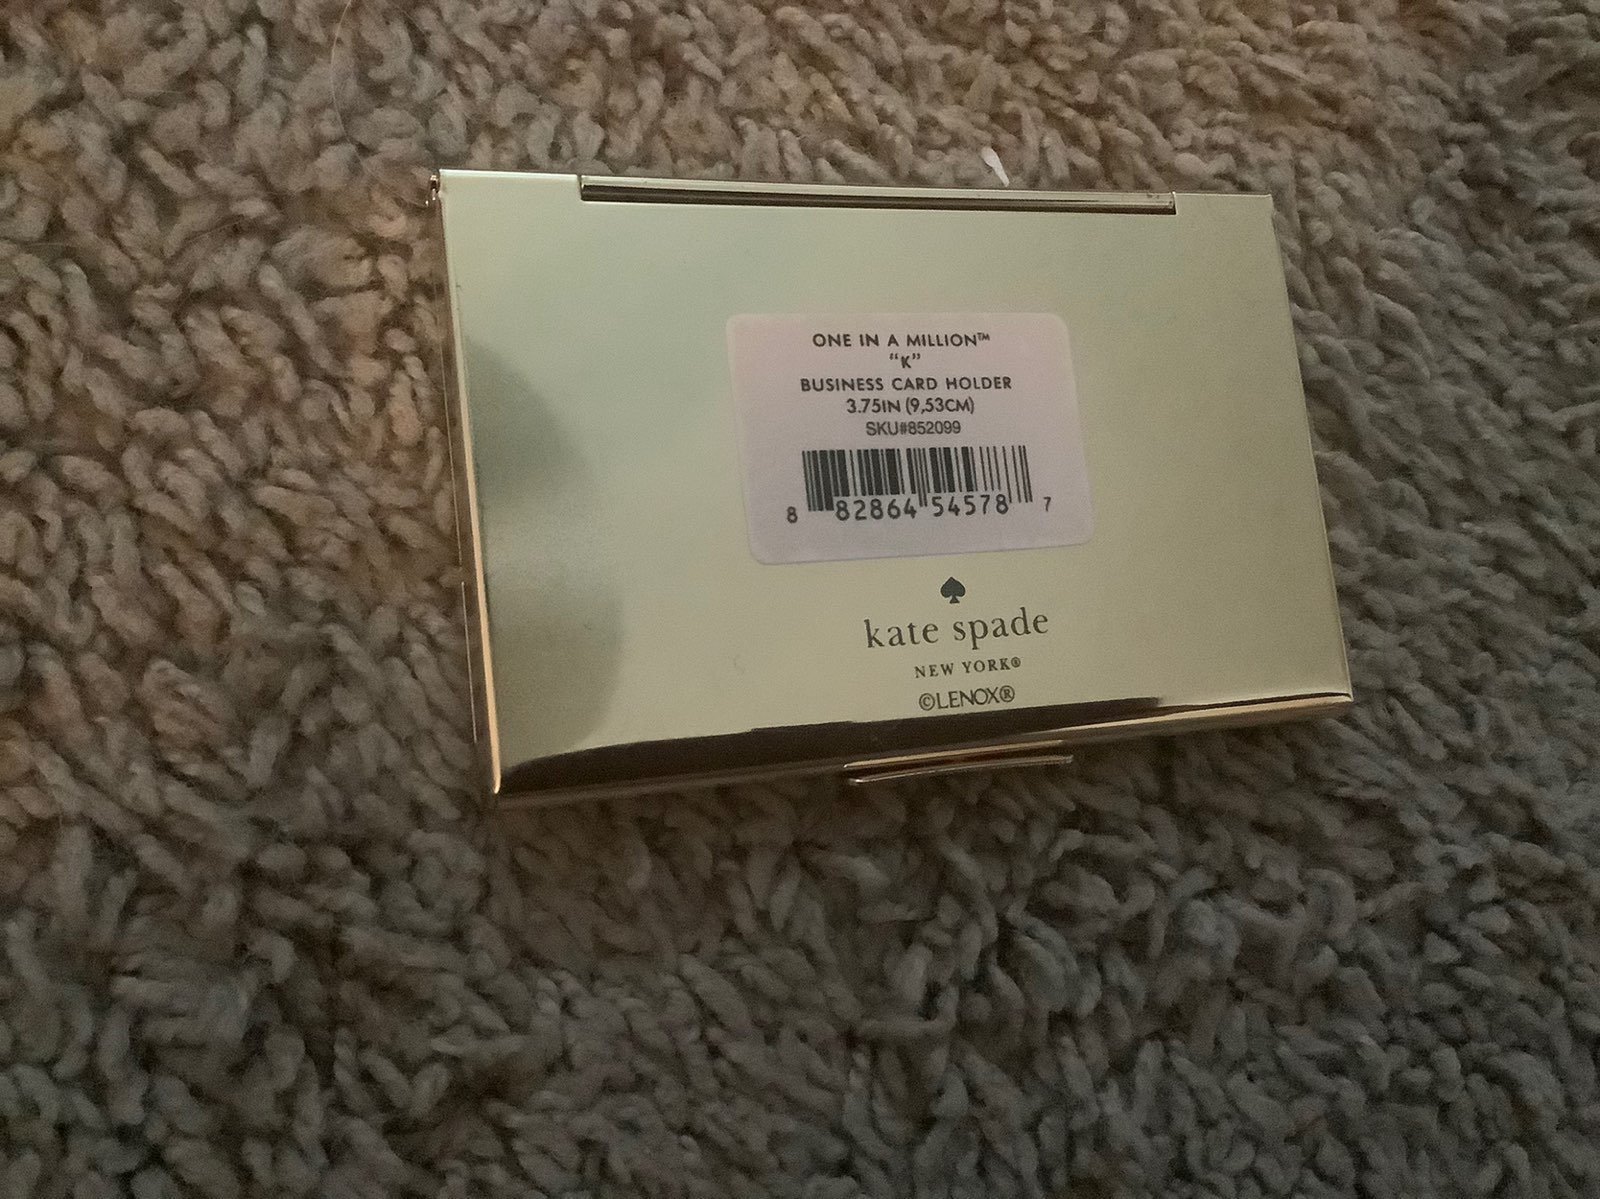 ONE IN A MILLION™
“K”
BUSINESS CARD HOLDER
3.75IN (9,53CM)
SKU#852099
8 82864 54578 7
kate spade
NEW YORK®
©LENOX®